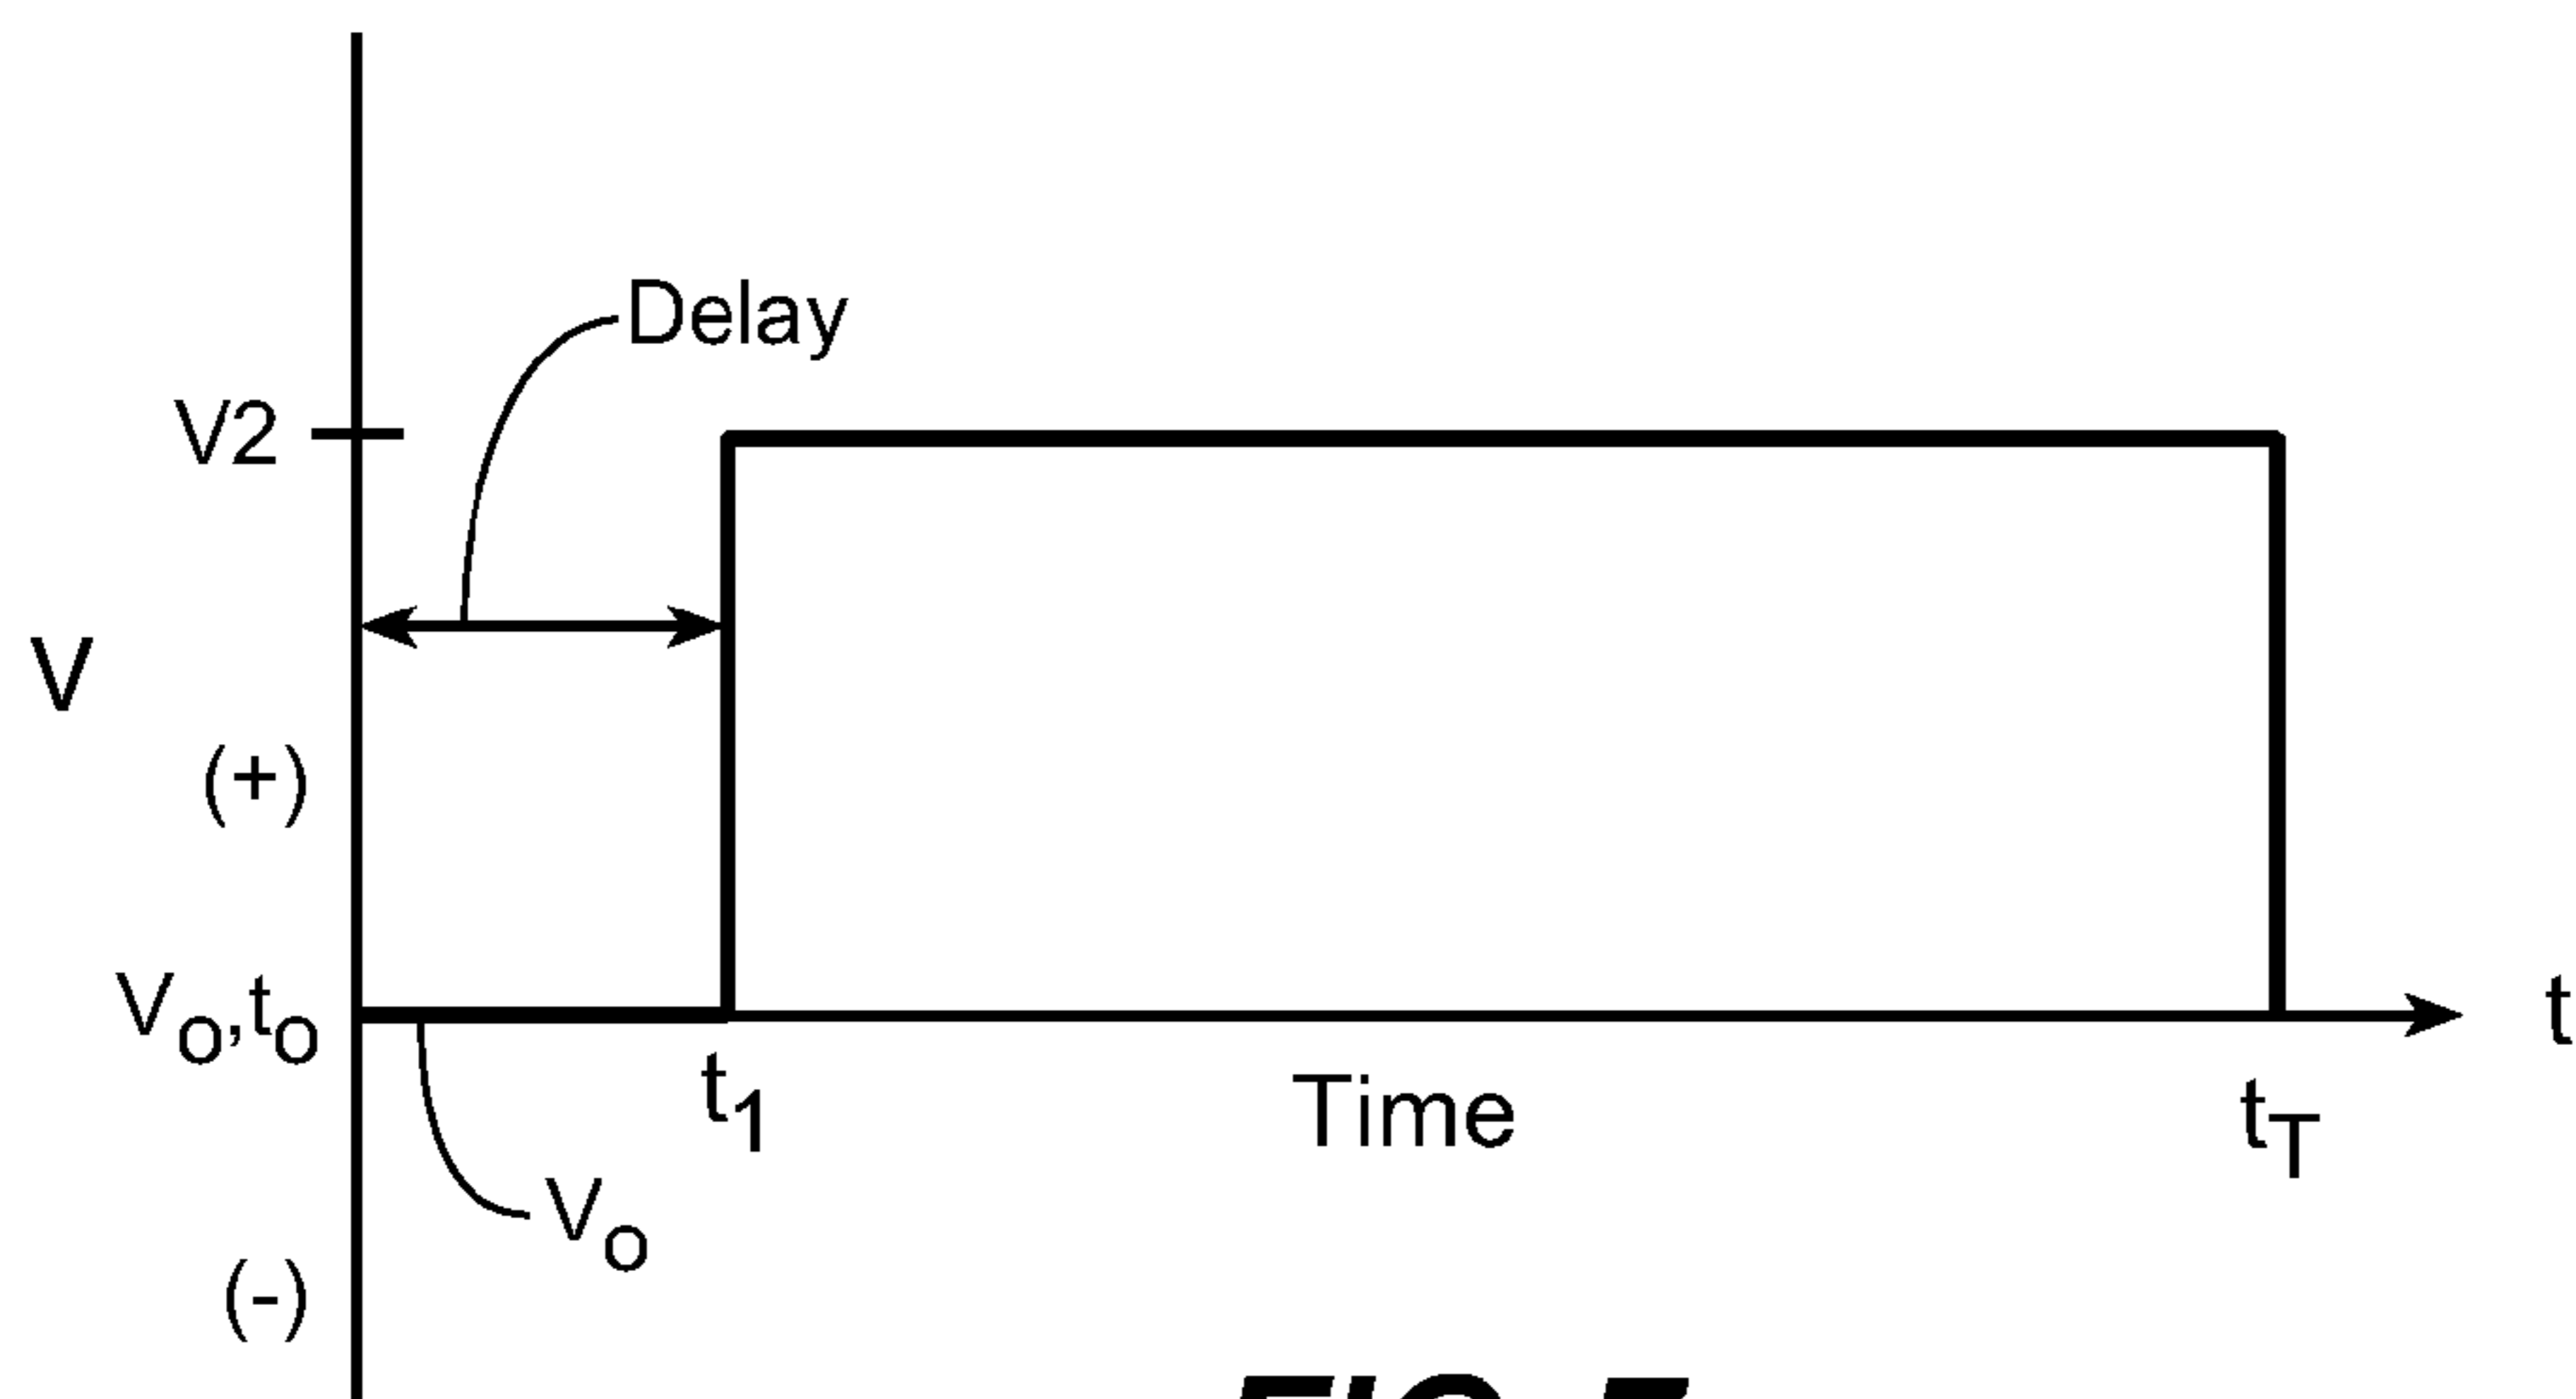 Delay
V2
V
(+)
Vo,to
t
t1
Time
tT
Vo
(-)